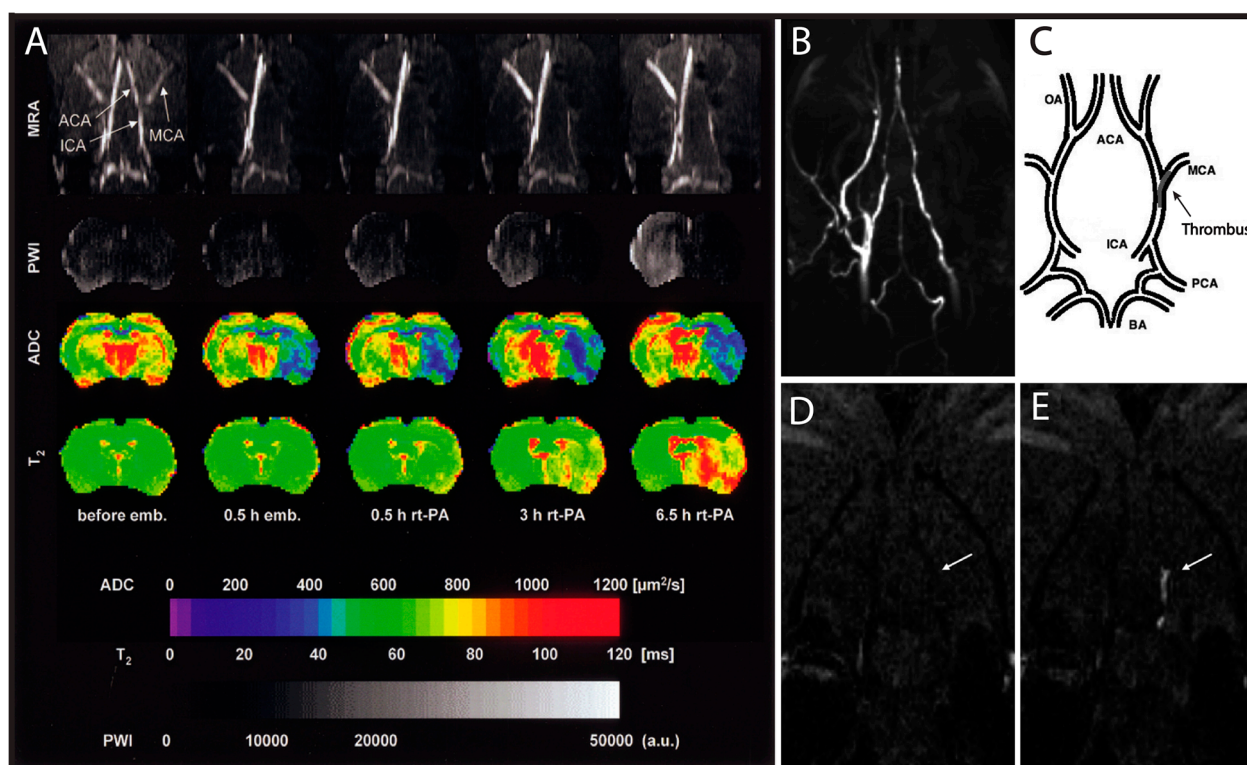 A
MRA
ACA
ICA
MCA
PWI
ADC
T2
before emb.
0.5 h emb.
0.5 h rt-PA
3 h rt-PA
6.5 h rt-PA
ADC 0 200 400 600 800 1000 1200 [µm²/s]
T2 0 20 40 60 80 100 120 [ms]
PWI 0 10000 20000 50000 (a.u.)
B
C
OA
ACA
MCA
Thrombus
ICA
PCA
BA
D
E